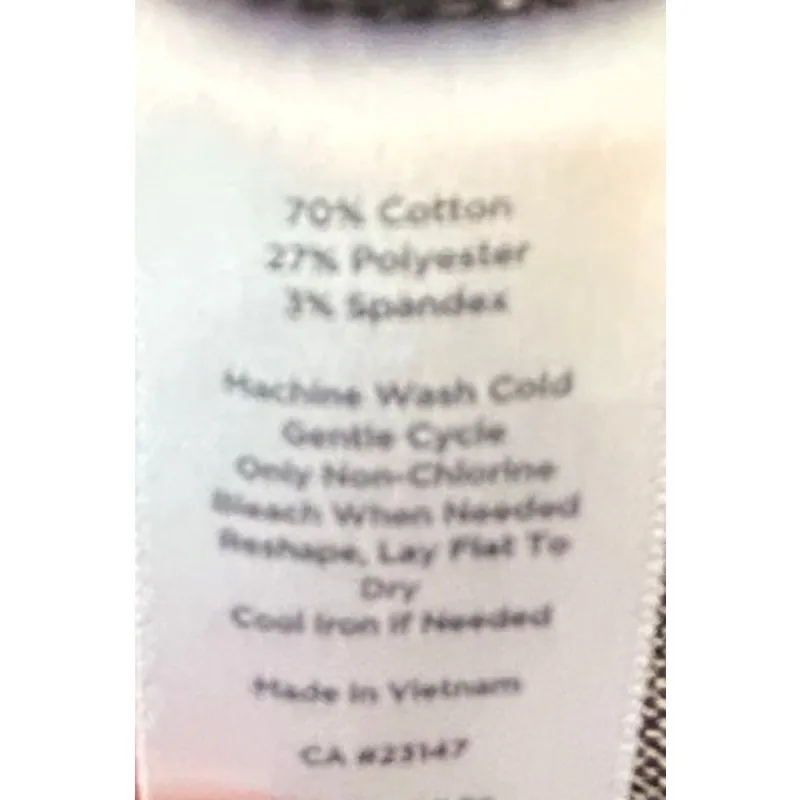 70% Cotton
27% Polyester
3% Spandex
Machine Wash Cold
Gentle Cycle
Only Non-Chlorine
Bleach When Needed
Reshape, Lay Flat To
Dry
Cool Iron If Needed
Made In Vietnam
CA #23147